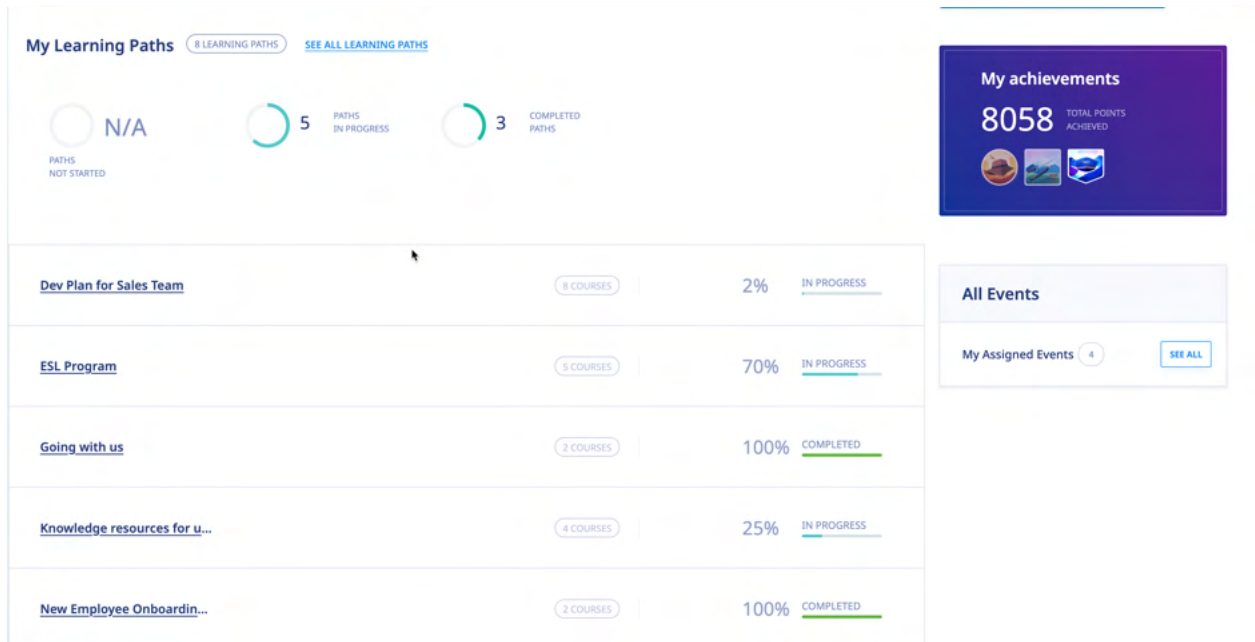 My Learning Paths 8 LEARNING PATHS SEE ALL LEARNING PATHS
N/A
PATHS
NOT STARTED
5 PATHS
IN PROGRESS
3 COMPLETED
PATHS
Dev Plan for Sales Team 8 COURSES 2% IN PROGRESS
ESL Program 5 COURSES 70% IN PROGRESS
Going with us 2 COURSES 100% COMPLETED
Knowledge resources for u... 4 COURSES 25% IN PROGRESS
New Employee Onboardin... 2 COURSES 100% COMPLETED
My achievements
8058 TOTAL POINTS
ACHIEVED
All Events
My Assigned Events 4 SEE ALL